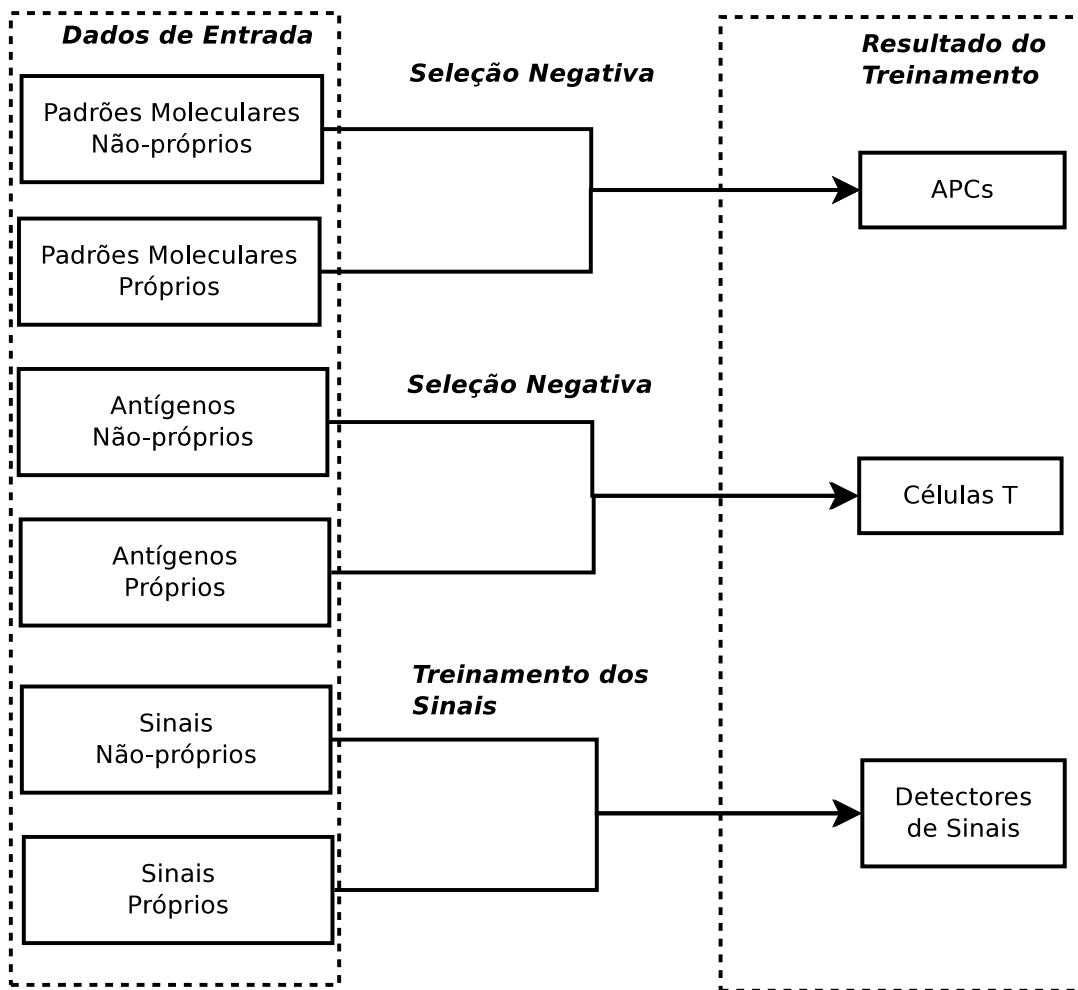 Dados de Entrada
Padrões Moleculares
Não-próprios
Padrões Moleculares
Próprios
Antígenos
Não-próprios
Antígenos
Próprios
Sinais
Não-próprios
Sinais
Próprios
Seleção Negativa
Seleção Negativa
Treinamento dos
Sinais
Resultado do
Treinamento
APCs
Células T
Detectores
de Sinais